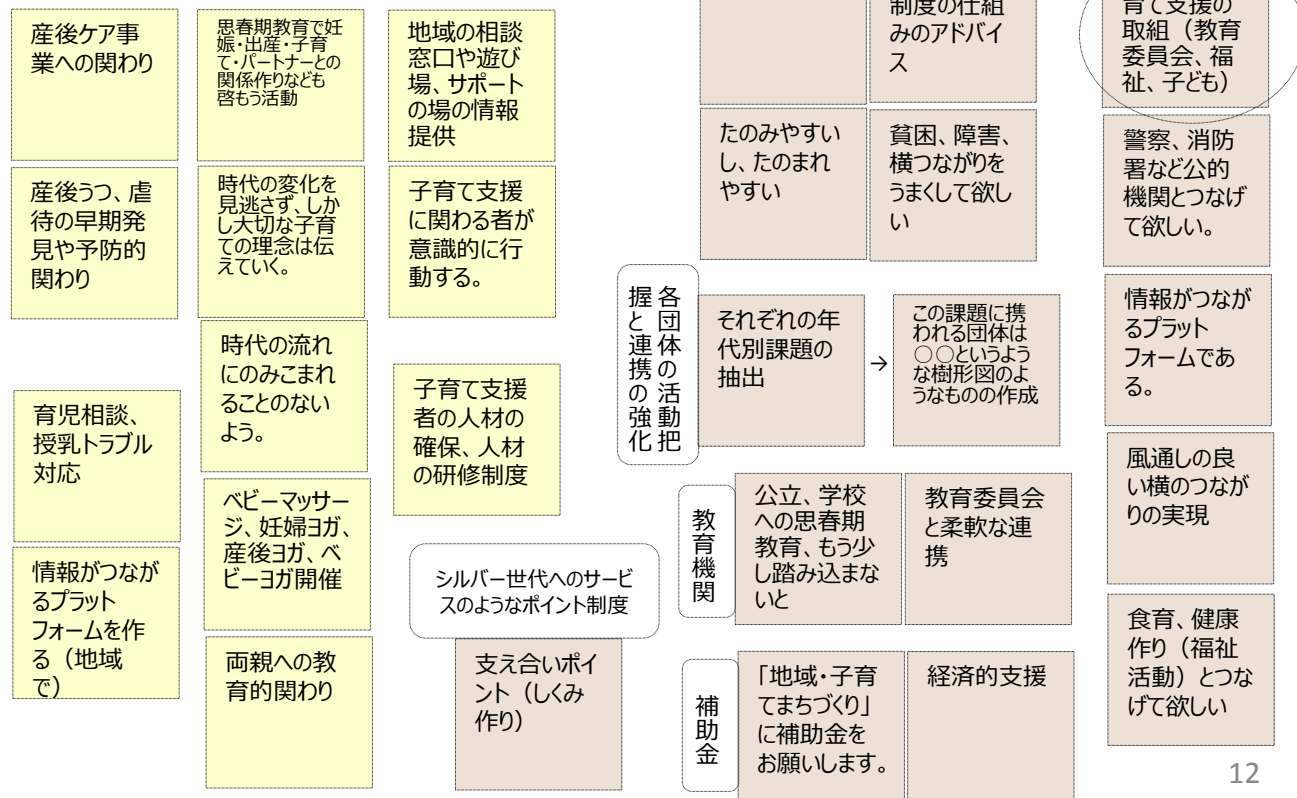 産後ケア事
業への関わり
思春期教育で妊
娠・出産・子育
て・パートナーとの
関係作りなども
啓もう活動
地域の相談
窓口や遊び
場、サポート
の場の情報
提供
産後うつ、虐
待の早期発
見や予防的
関わり
時代の変化を
見逃さず、しか
し大切な子育
ての理念は伝
えていく。
子育て支援
に関わる者が
意識的に行
動する。
時代の流れ
にのみこまれ
ることのない
よう。
育児相談、
授乳トラブル
対応
子育て支援
者の人材の
確保、人材
の研修制度
ベビーマッサー
ジ、妊婦ヨガ、
産後ヨガ、ベ
ビーヨガ開催
情報がつなが
るプラット
フォームを作
る（地域
で）
両親への教
育的関わり
シルバー世代へのサービ
スのようなポイント制度
支え合いポイ
ント（しくみ
作り）
制度の仕組
みのアドバイ
ス
育て支援の
取組（教育
委員会、福
祉、子ども）
たのみやすい
し、たのまれ
やすい
貧困、障害、
横つながりを
うまくして欲し
い
警察、消防
署など公的
機関とつなげ
て欲しい。
各団体の活動把
握と連携の強化
それぞれの年
代別課題の
抽出
→
この課題に携
われる団体は
○○というよう
な樹形図のよ
うなものの作成
情報がつなが
るプラット
フォームであ
る。
教育機関
公立、学校
への思春期
教育、もう少
し踏み込まな
いと
教育委員会
と柔軟な連
携
風通しの良
い横のつなが
りの実現
補助金
「地域・子育
てまちづくり」
に補助金を
お願いします。
経済的支援
食育、健康
作り（福祉
活動）とつな
げて欲しい
12